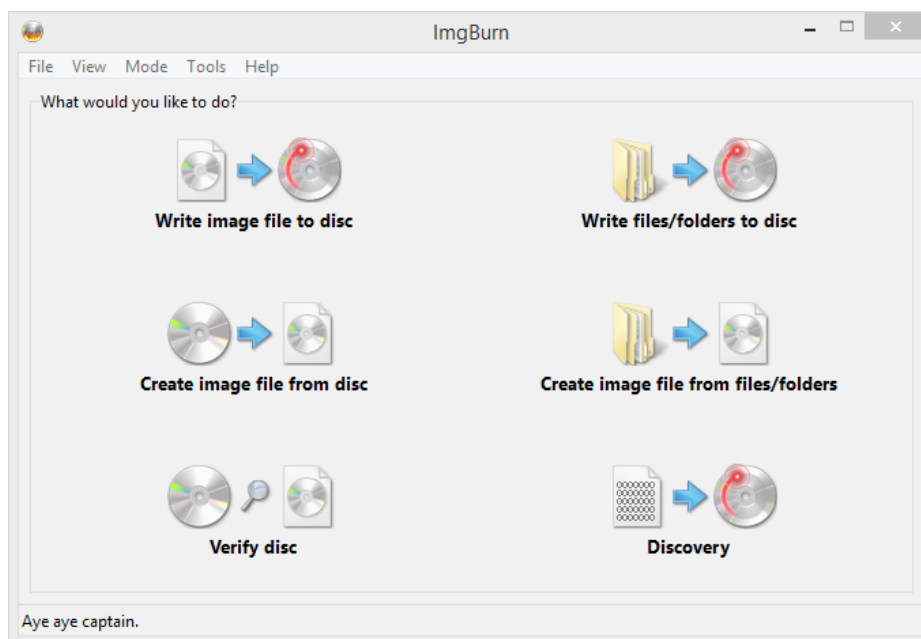 ImgBurn
File View Mode Tools Help
What would you like to do?
Write image file to disc
Write files/folders to disc
Create image file from disc
Create image file from files/folders
Verify disc
Discovery
Aye aye captain.